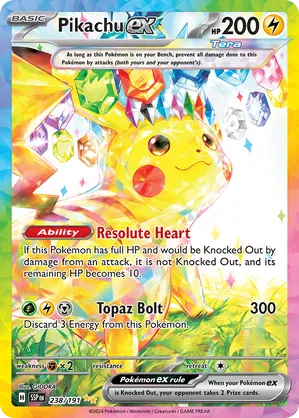 BASIC Pikachu ex HP 200
Tera
As long as this Pokémon is on your Bench, prevent all damage done to this
Pokémon by attacks (both yours and your opponent's).
Ability Resolute Heart
If this Pokémon has full HP and would be Knocked Out by
damage from an attack, it is not Knocked Out, and its
remaining HP becomes 10.
Topaz Bolt 300
Discard 3 Energy from this Pokémon.
Illus. GIDORA
weakness ×2 resistance retreat
H SSP EN 238/191
Pokémon ex rule
When your Pokémon ex
is Knocked Out, your opponent takes 2 Prize cards.
©2024 Pokémon / Nintendo / Creatures / GAME FREAK